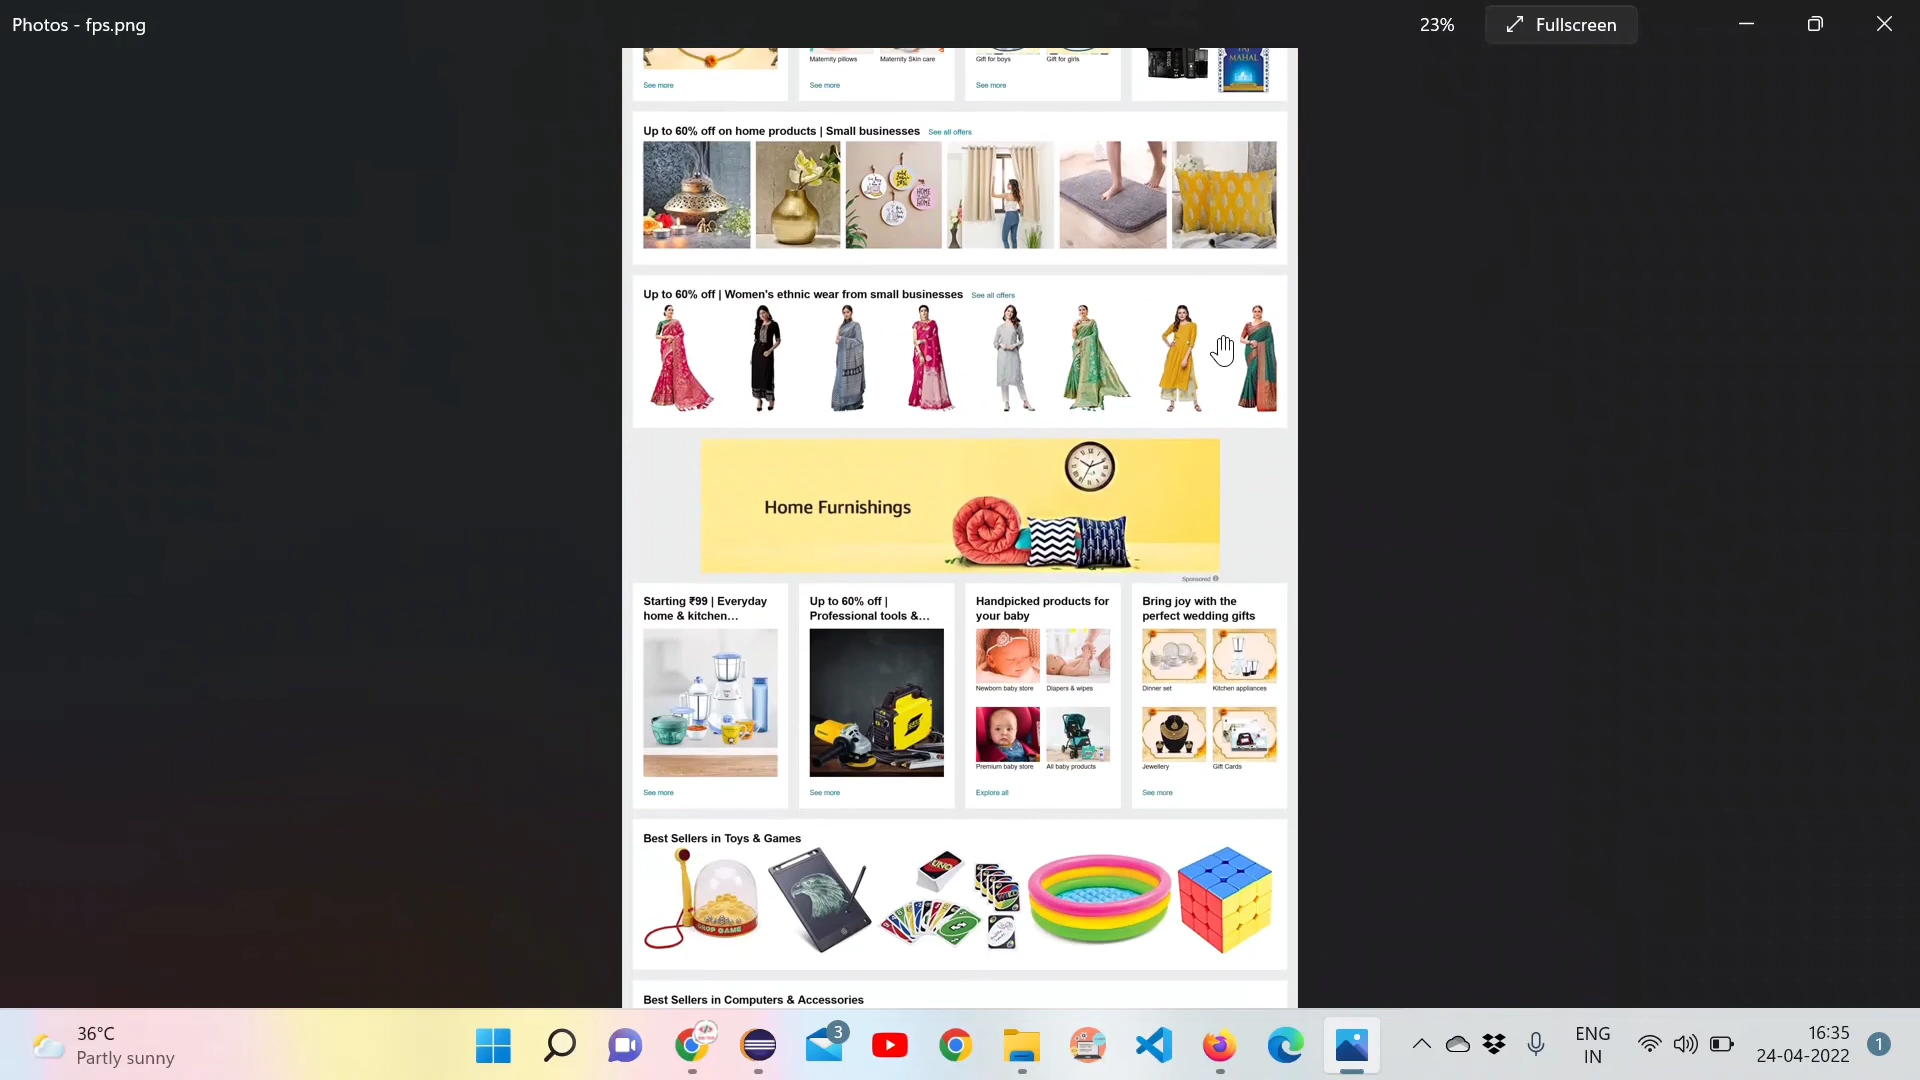 Photos - fps.png
23%
Fullscreen
MAHAL
Maternity pillows
Maternity Skin care
Gift for boys
Gift for girls
See more
See more
See more
Up to 60% off on home products | Small businesses See all offers
Up to 60% off | Women's ethnic wear from small businesses See all offers
Home Furnishings
Sponsored
Starting ₹99 | Everyday
home & kitchen...
See more
Up to 60% off |
Professional tools &...
See more
Handpicked products for
your baby
Newborn baby store
Diapers & wipes
Premium baby store
All baby products
Explore all
Bring joy with the
perfect wedding gifts
Dinner set
Kitchen appliances
Jewellery
Gift Cards
See more
Best Sellers in Toys & Games
DROP GAME
UNO
Best Sellers in Computers & Accessories
36°C
Partly sunny
3
ENG
IN
16:35
24-04-2022
1